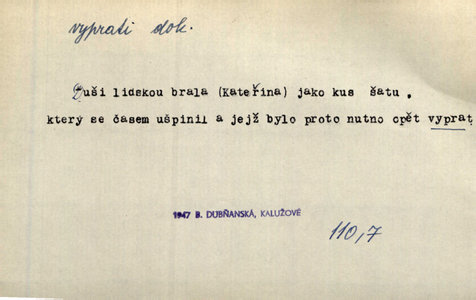 vyprati dok.
Duši lidskou brala (Kateřina) jako kus šatu,
který se časem ušpinil a jejž bylo proto nutno opět vyprat
1947 B. DUBŇANSKÁ, KALUŽOVÉ
110,7